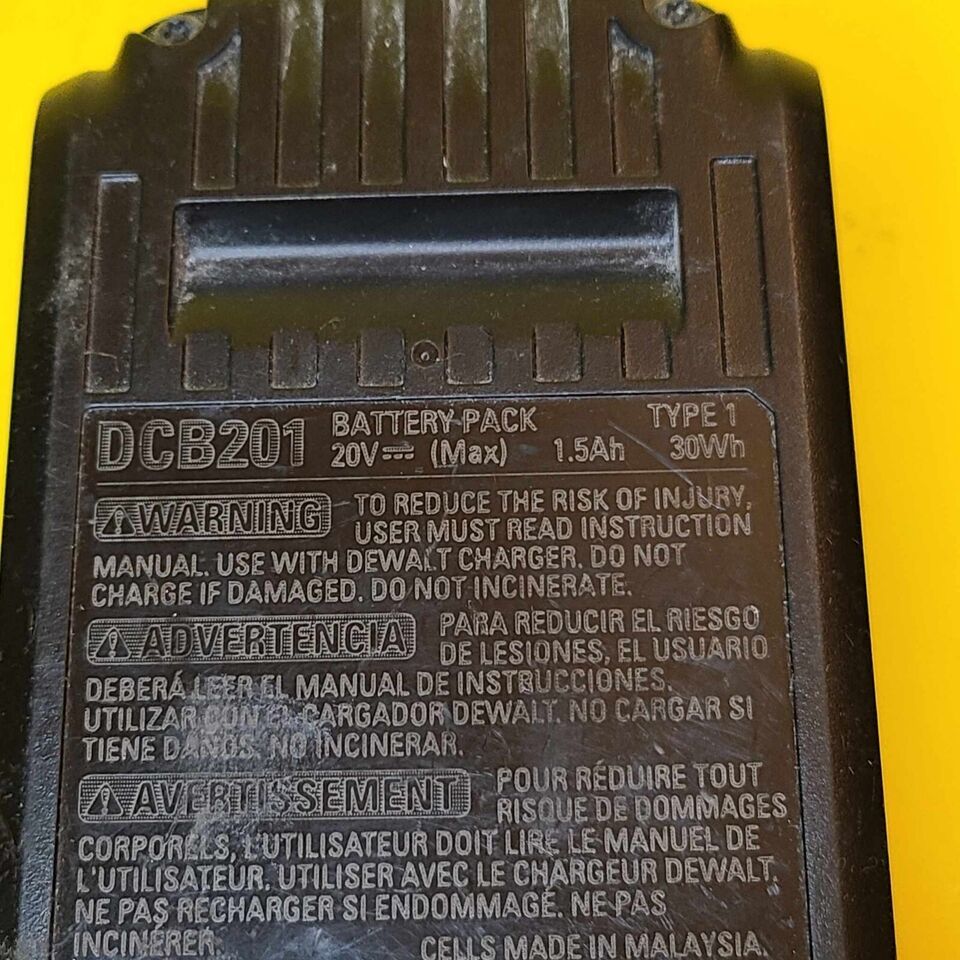 DCB201 BATTERY PACK TYPE 1
20V⎓ (Max) 1.5Ah 30Wh
⚠WARNING TO REDUCE THE RISK OF INJURY,
USER MUST READ INSTRUCTION
MANUAL. USE WITH DEWALT CHARGER. DO NOT
CHARGE IF DAMAGED. DO NOT INCINERATE.
⚠ADVERTENCIA PARA REDUCIR EL RIESGO
DE LESIONES, EL USUARIO
DEBERÁ LEER EL MANUAL DE INSTRUCCIONES.
UTILIZAR CON EL CARGADOR DEWALT. NO CARGAR SI
TIENE DAÑOS. NO INCINERAR.
⚠AVERTISSEMENT POUR RÉDUIRE TOUT
RISQUE DE DOMMAGES
CORPORELS, L'UTILISATEUR DOIT LIRE LE MANUEL DE
L'UTILISATEUR. UTILISER AVEC LE CHARGEUR DEWALT.
NE PAS RECHARGER SI ENDOMMAGÉ. NE PAS
INCINÉRER. CELLS MADE IN MALAYSIA.